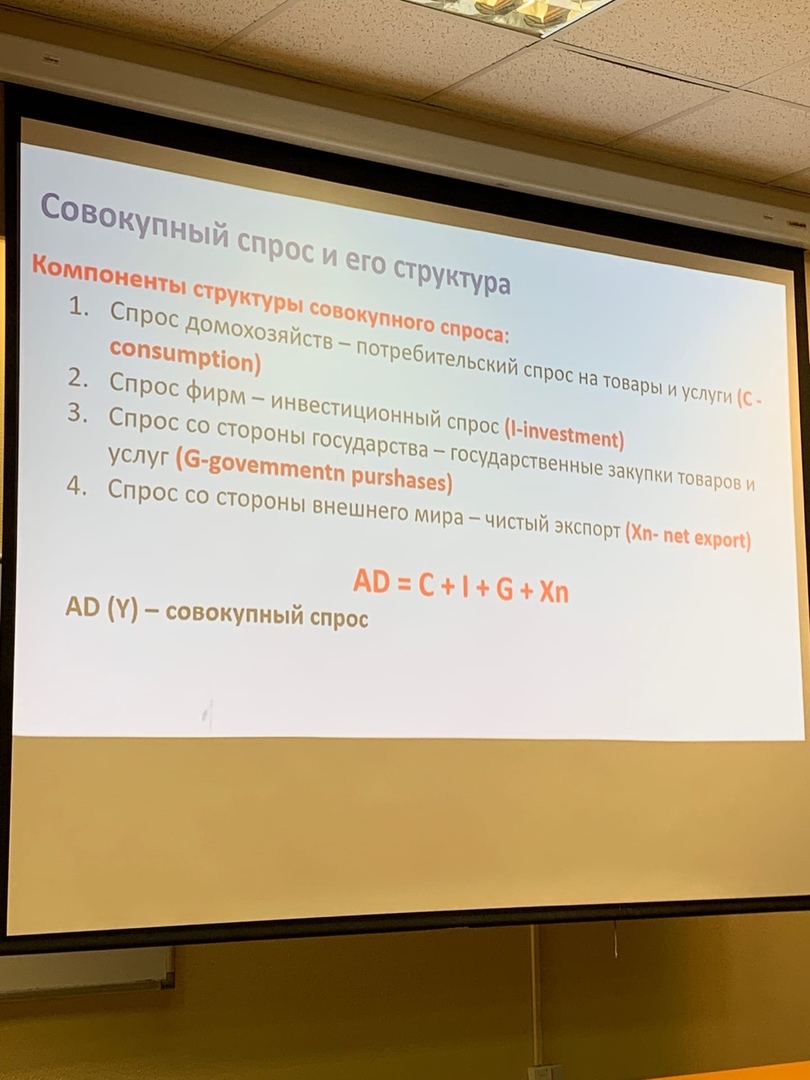 Совокупный спрос и его структура
Компоненты структуры совокупного спроса:
1. Спрос домохозяйств – потребительский спрос на товары и услуги (C -
consumption)
2. Спрос фирм – инвестиционный спрос (I-investment)
3. Спрос со стороны государства – государственные закупки товаров и
услуг (G-govemmentn purshases)
4. Спрос со стороны внешнего мира – чистый экспорт (Xn- net export)
AD = C + I + G + Xn
AD (Y) – совокупный спрос